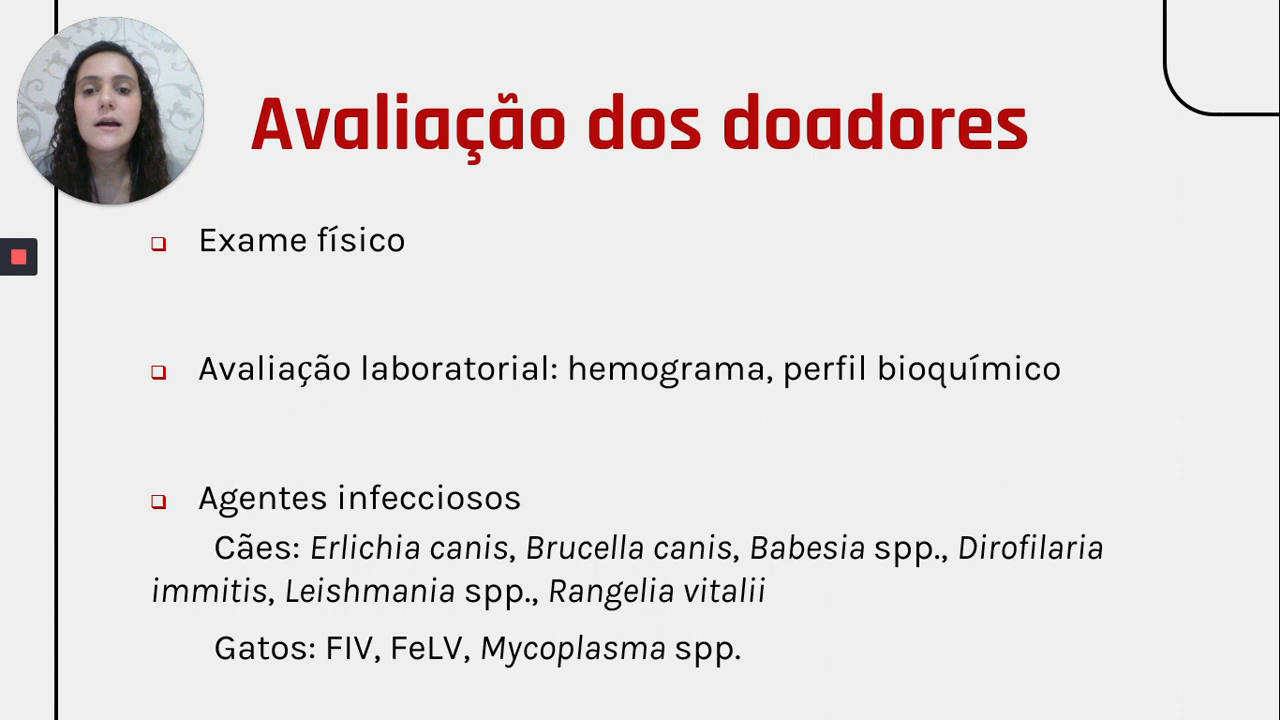 Avaliação dos doadores
Exame físico
Avaliação laboratorial: hemograma, perfil bioquímico
Agentes infecciosos
Cães: Erlichia canis, Brucella canis, Babesia spp., Dirofilaria
immitis, Leishmania spp., Rangelia vitalii
Gatos: FIV, FeLV, Mycoplasma spp.